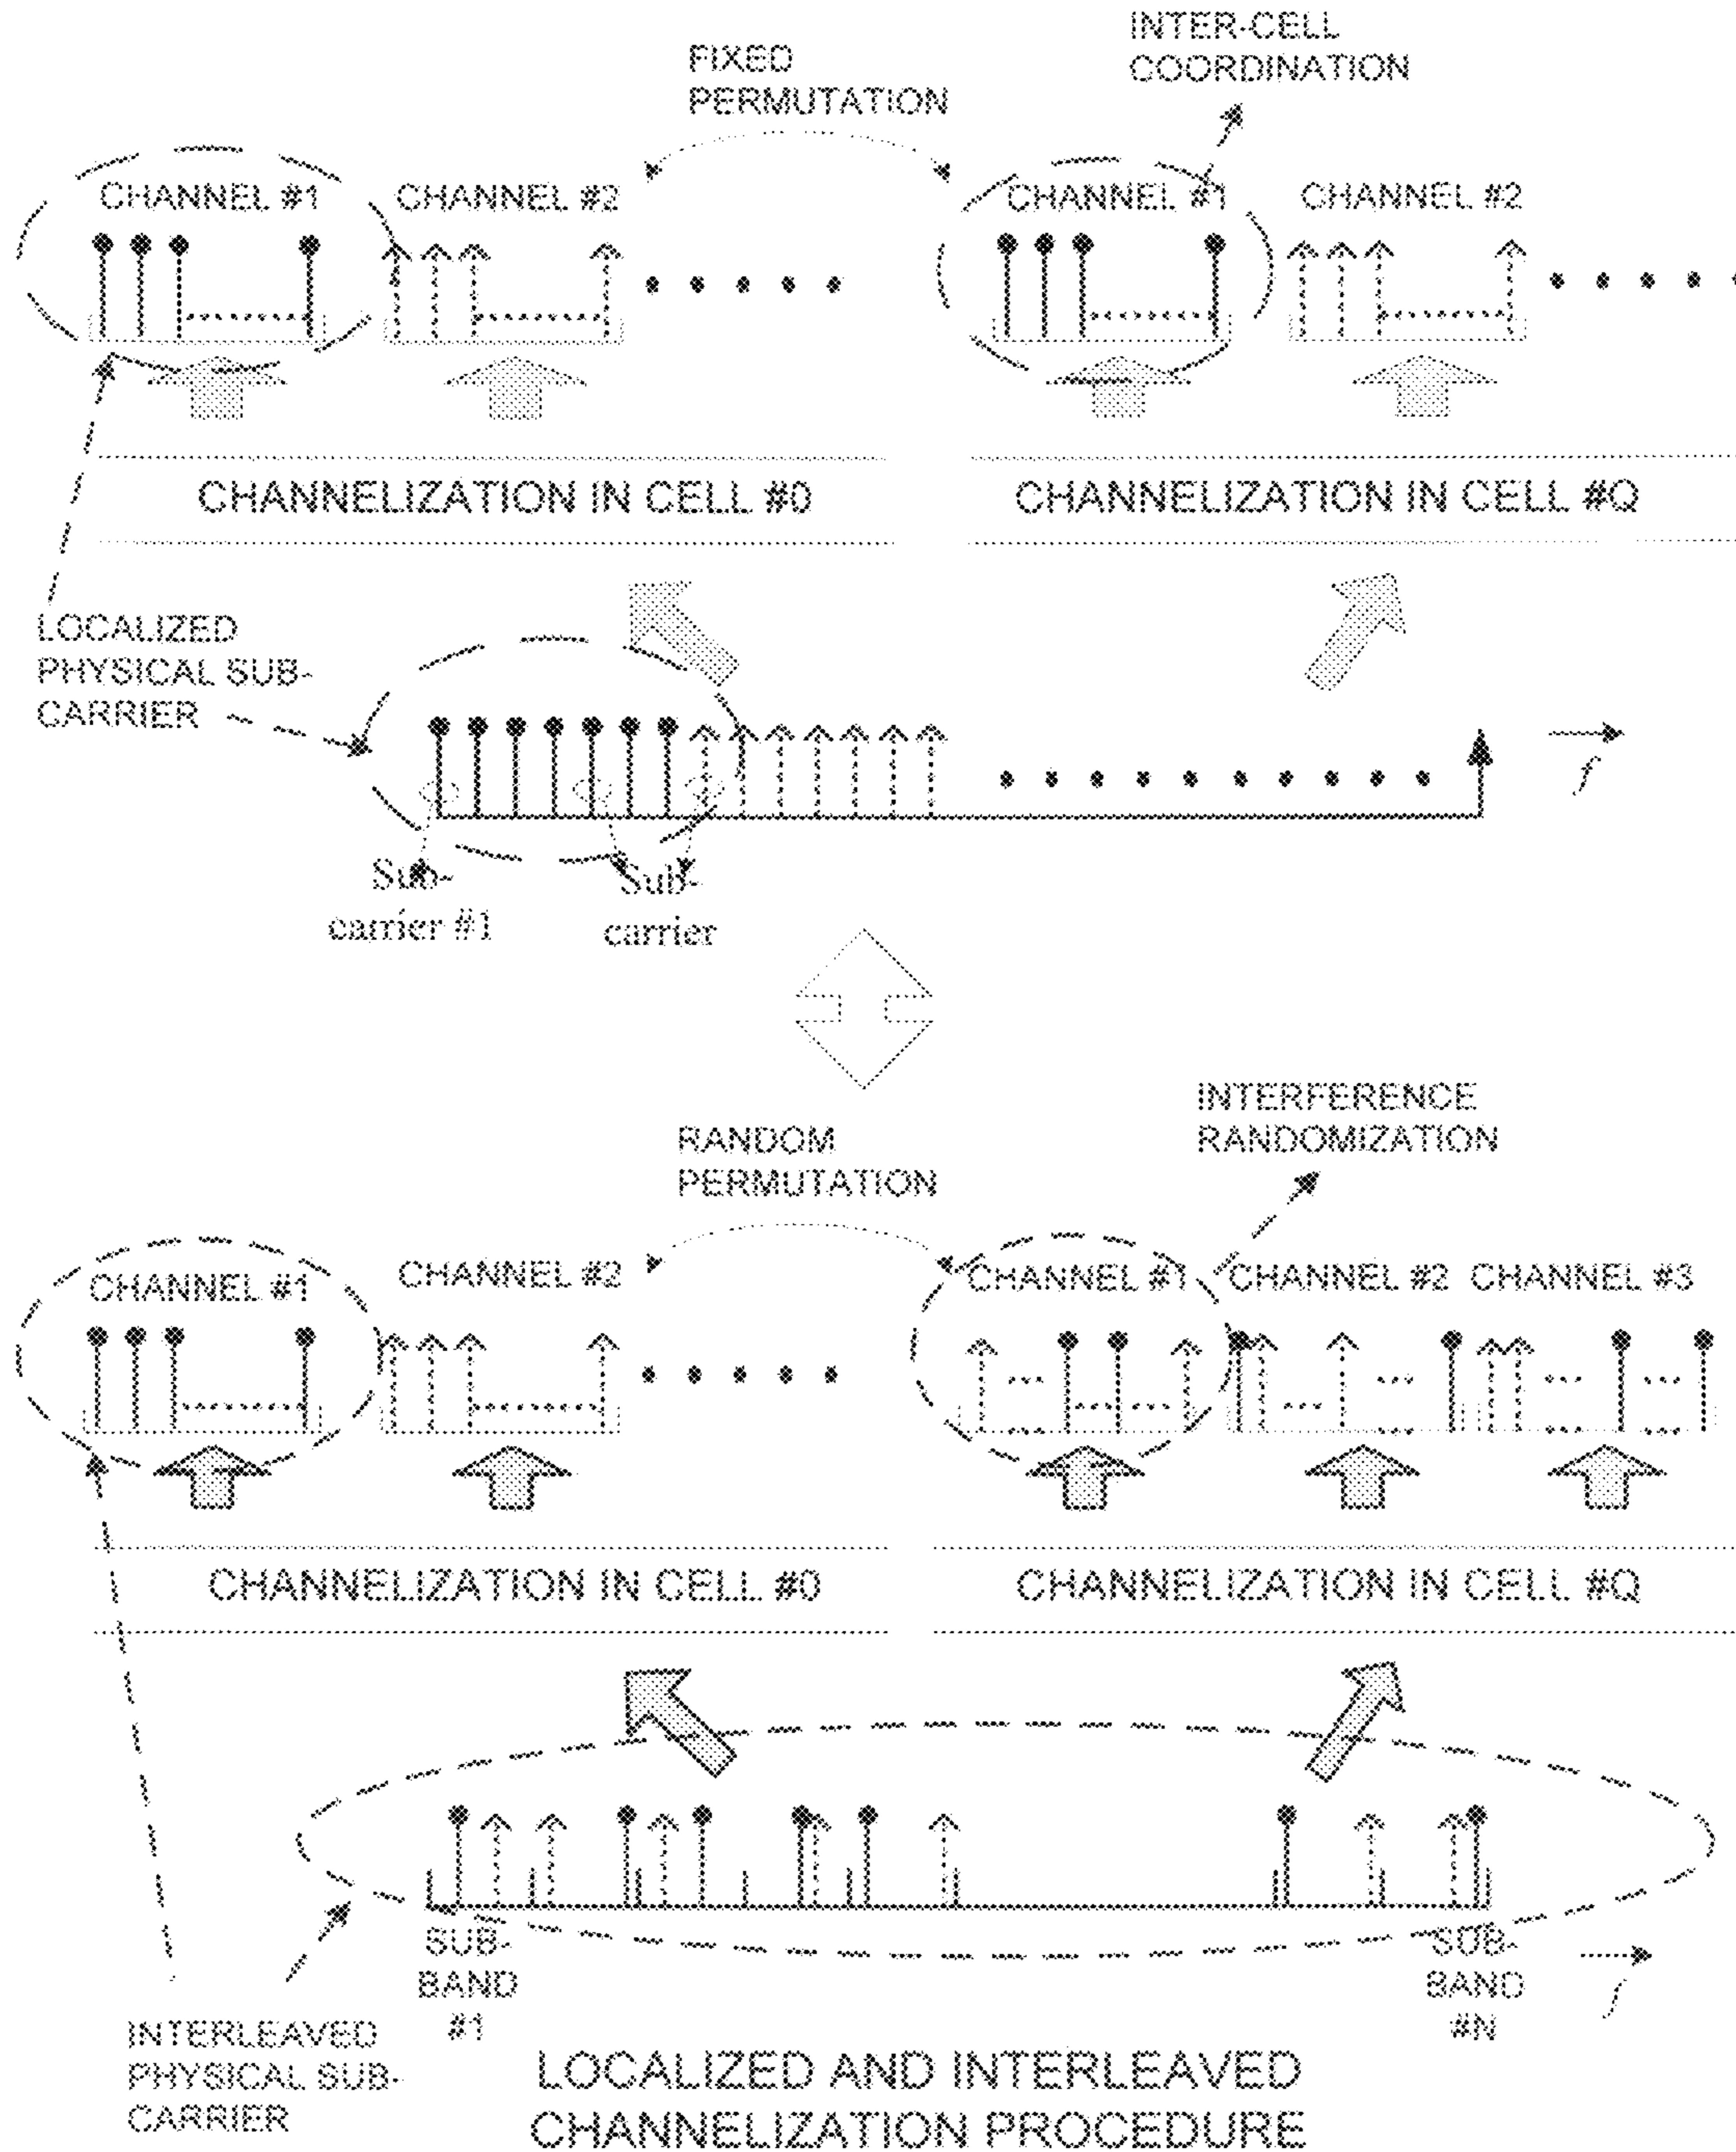 INTER-CELL
COORDINATION
FIXED
PERMUTATION
CHANNEL #1
CHANNEL #2
CHANNEL #1
CHANNEL #2
CHANNELIZATION IN CELL #0
CHANNELIZATION IN CELL #Q
LOCALIZED
PHYSICAL SUB-
CARRIER
f
Sub-
carrier #1
Sub-
carrier
INTERFERENCE
RANDOMIZATION
RANDOM
PERMUTATION
CHANNEL #1
CHANNEL #2
CHANNEL #1
CHANNEL #2
CHANNEL #3
CHANNELIZATION IN CELL #0
CHANNELIZATION IN CELL #Q
SUB-
BAND
#1
SUB-
BAND
#N
f
INTERLEAVED
PHYSICAL SUB-
CARRIER
LOCALIZED AND INTERLEAVED
CHANNELIZATION PROCEDURE